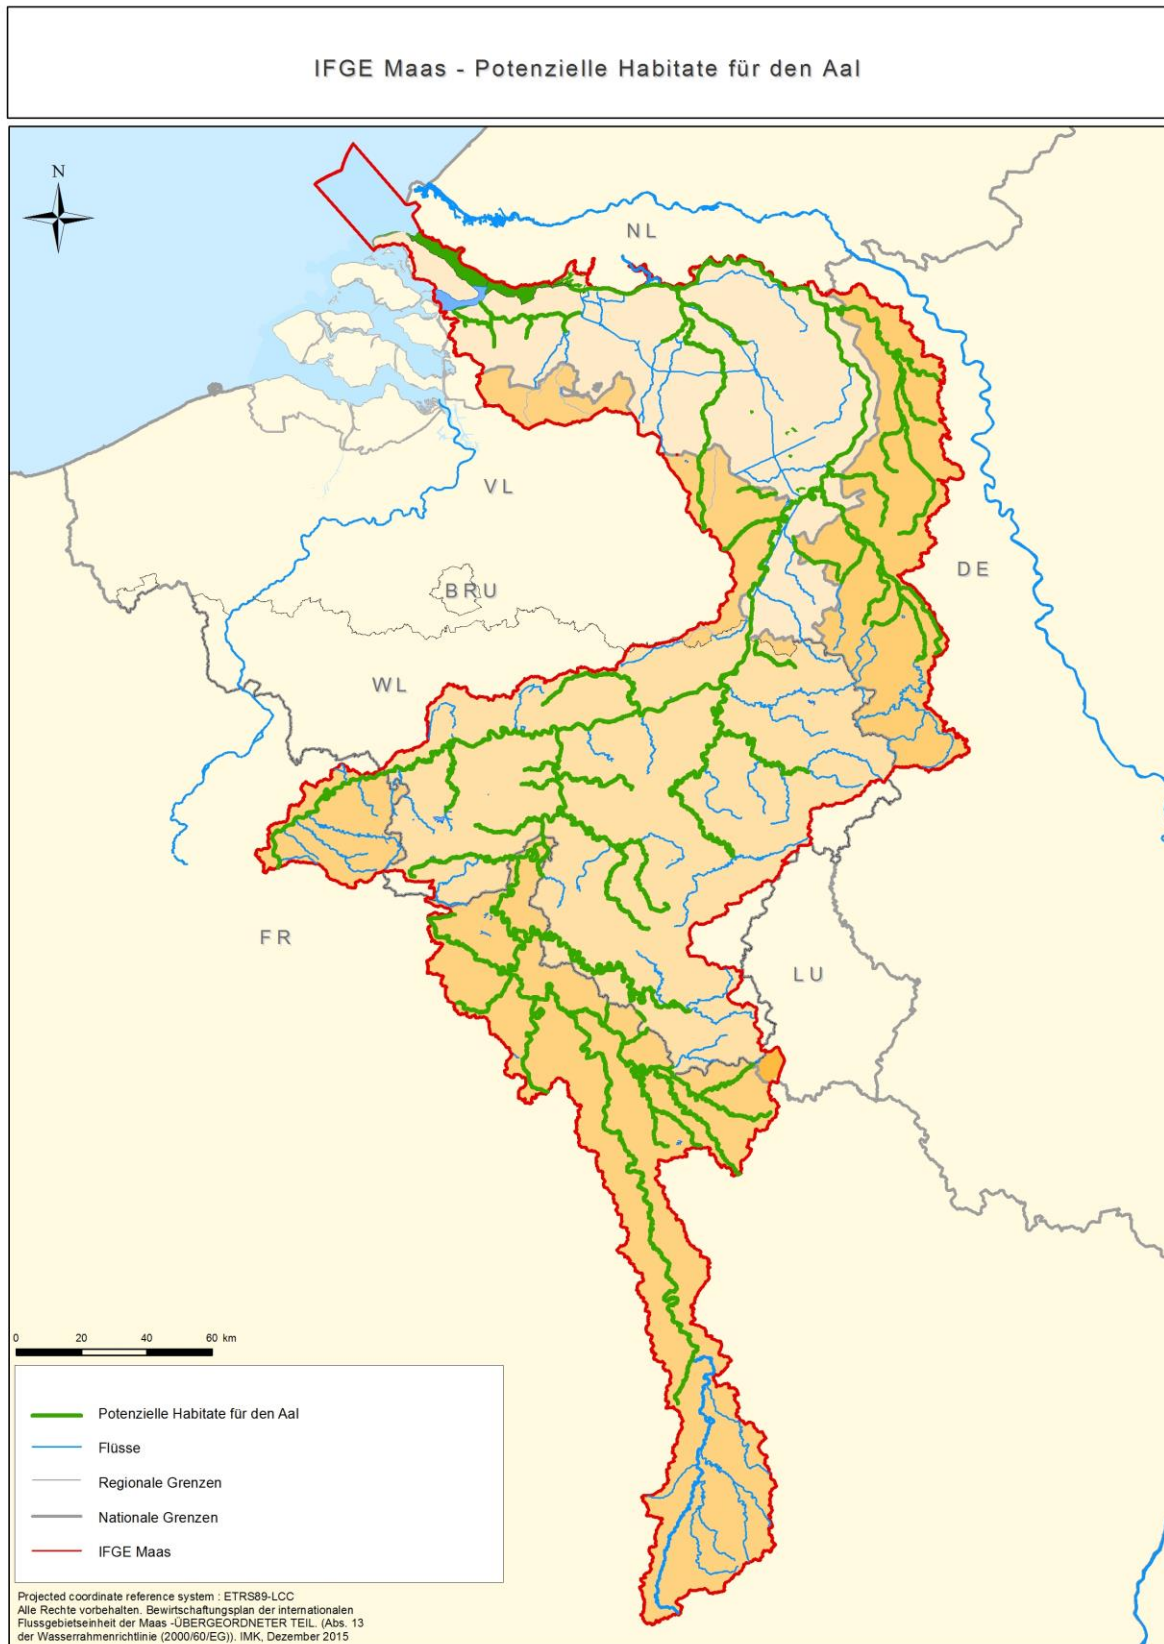 IFGE Maas - Potenzielle Habitate für den Aal
N
NL
VL
BRU
DE
WL
FR
LU
0 20 40 60 km
Potenzielle Habitate für den Aal
Flüsse
Regionale Grenzen
Nationale Grenzen
IFGE Maas
Projected coordinate reference system : ETRS89-LCC
Alle Rechte vorbehalten. Bewirtschaftungsplan der internationalen
Flussgebietseinheit der Maas -ÜBERGEORDNETER TEIL. (Abs. 13
der Wasserrahmenrichtlinie (2000/60/EG)). IMK, Dezember 2015